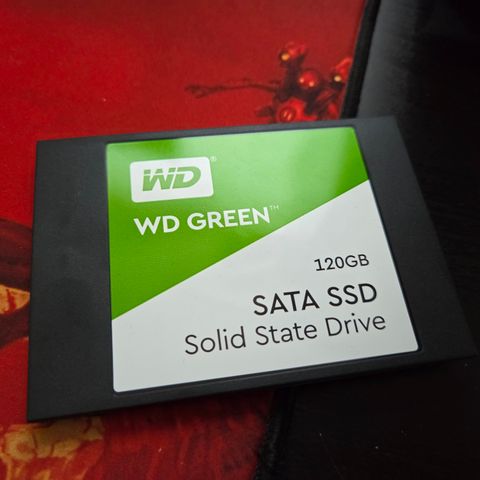 WD®
WD GREEN™
120GB
SATA SSD
Solid State Drive